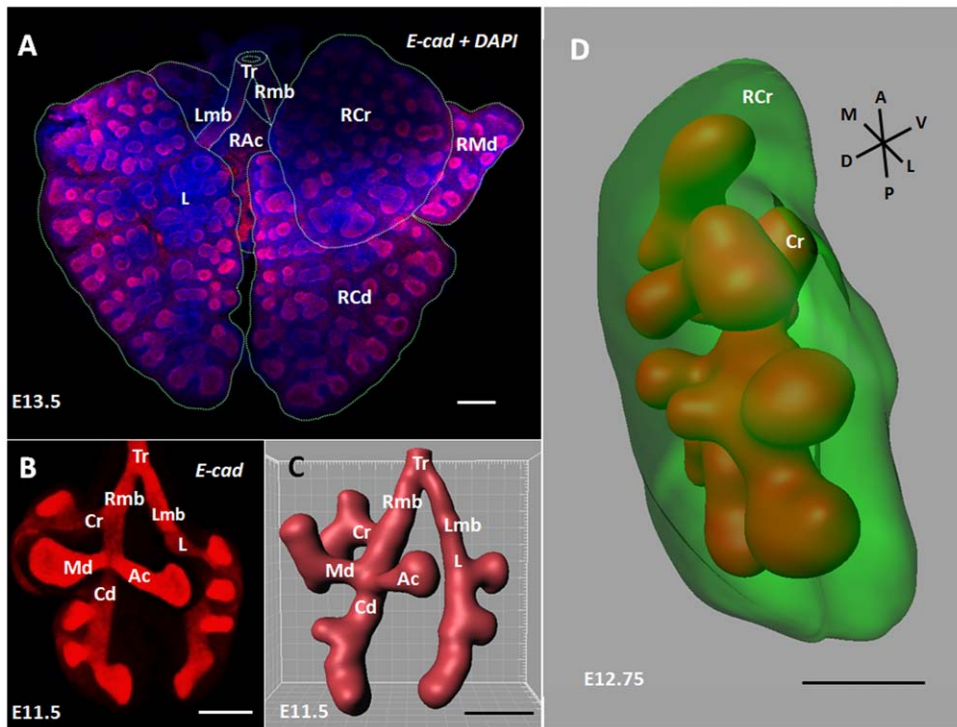 A
E-cad + DAPI
Tr
Rmb
Lmb
RAc
RCr
RMd
L
RCd
E13.5
B
E-cad
Tr
Rmb
Lmb
Cr
L
Md
Ac
Cd
E11.5
C
Tr
Rmb
Lmb
Cr
L
Md
Ac
Cd
E11.5
D
RCr
A
M
V
D
L
P
Cr
E12.75